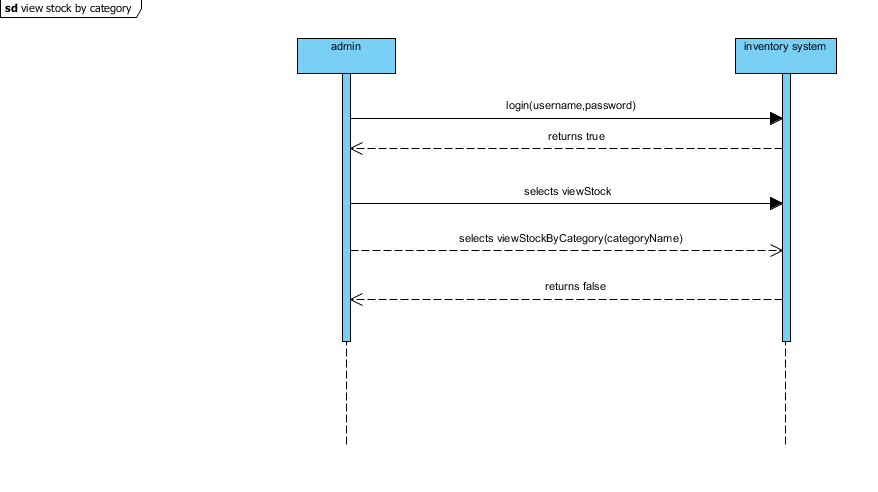 sd view stock by category
admin
inventory system
login(username,password)
returns true
selects viewStock
selects viewStockByCategory(categoryName)
returns false